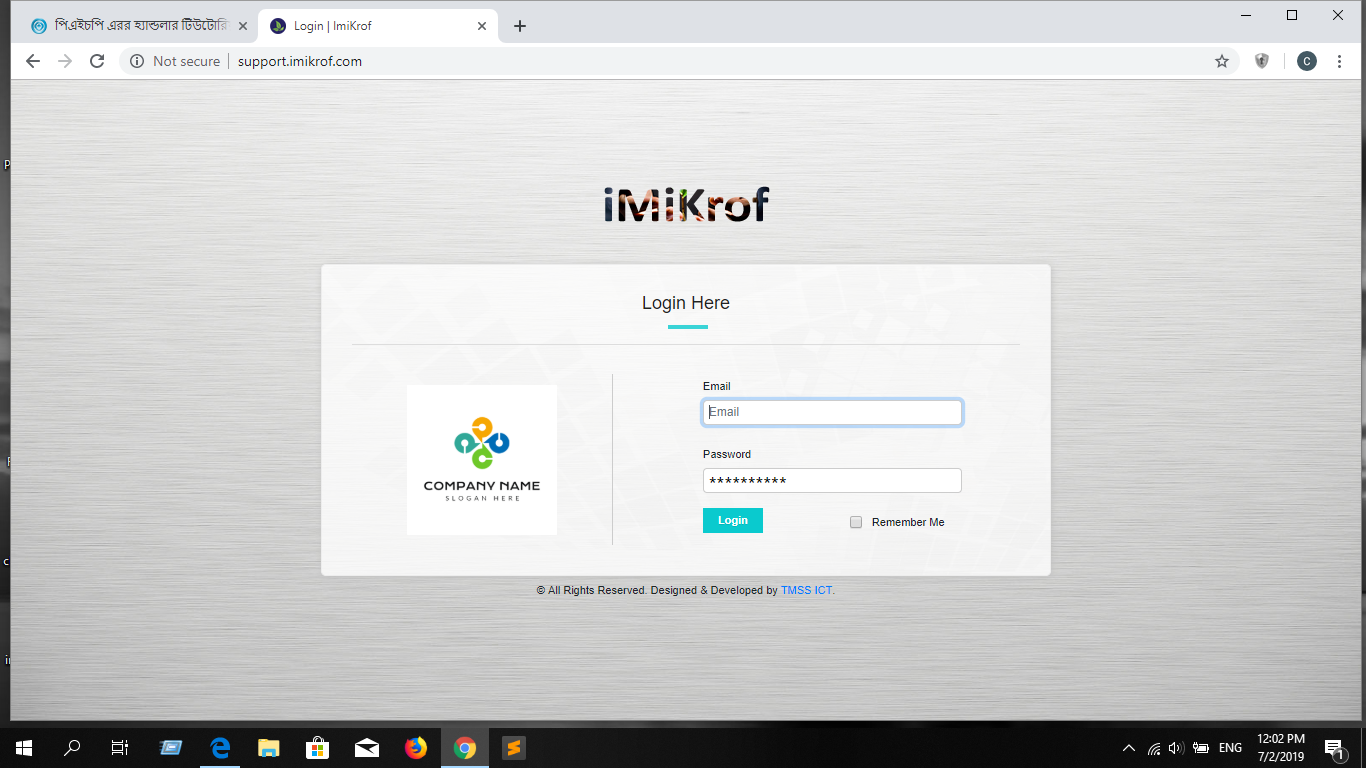 পিএইচপি এরর হ্যান্ডলার টিউটোরি
Login | ImiKrof
Not secure
support.imikrof.com
C
iMiKrof
Login Here
COMPANY NAME
SLOGAN HERE
Email
Email
Password
**********
Login
Remember Me
© All Rights Reserved. Designed & Developed by TMSS ICT.
ENG
12:02 PM
7/2/2019
1